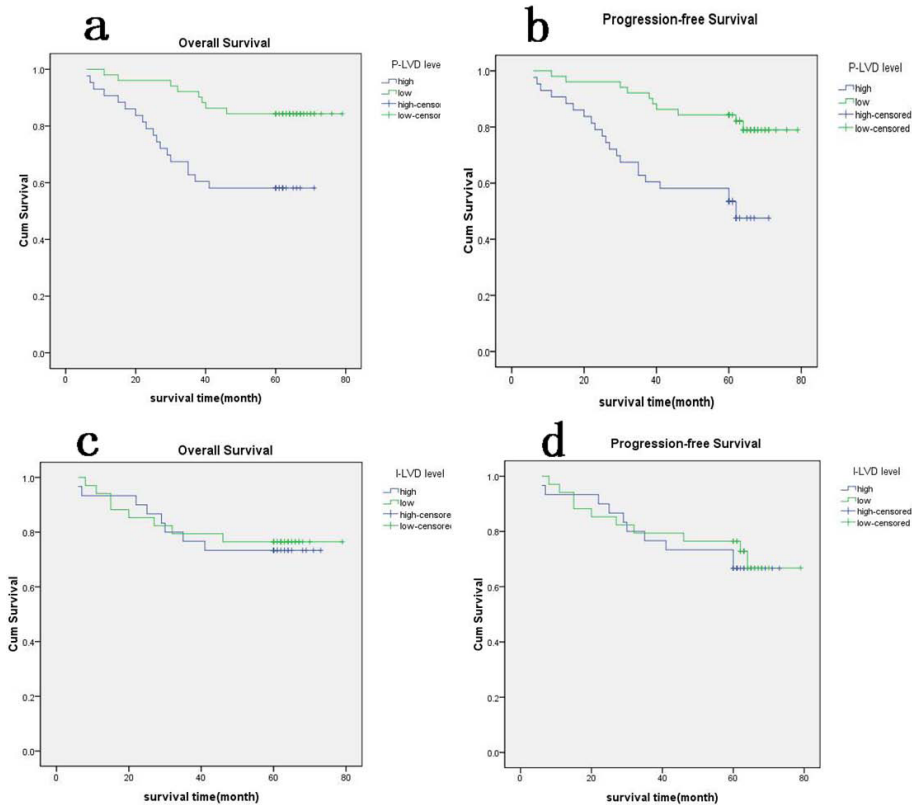 a
Overall Survival
P-LVD level
high
low
high-censor
low-censor
1.0
0.8
0.6
0.4
0.2
0.0
Cum Survival
0 20 40 60 80
survival time(month)
b
Progression-free Survival
P-LVD level
high
low
high-censored
low-censored
1.0
0.8
0.6
0.4
0.2
0.0
Cum Survival
0 20 40 60 80
survival time(month)
c
Overall Survival
I-LVD level
high
low
high-censore
low-censore
1.0
0.8
0.6
0.4
0.2
0.0
Cum Survival
0 20 40 60 80
survival time(month)
d
Progression-free Survival
I-LVD level
high
low
high-censored
low-censored
1.0
0.8
0.6
0.4
0.2
0.0
Cum Survival
0 20 40 60 80
survival time(month)